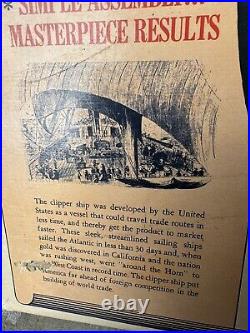 * SIMPLE ASSEMBLY...
MASTERPIECE RESULTS
The clipper ship was developed by the United
States as a vessel that could travel trade routes in
less time, and thereby get the product to market
faster. These sleek, streamlined sailing ships
sailed the Atlantic in less than 30 days and, when
gold was discovered in California and the nation
was rushing west, went "around the Horn" to
West Coast in record time. The clipper ship put
America far ahead of foreign competition in the
building of world trade.